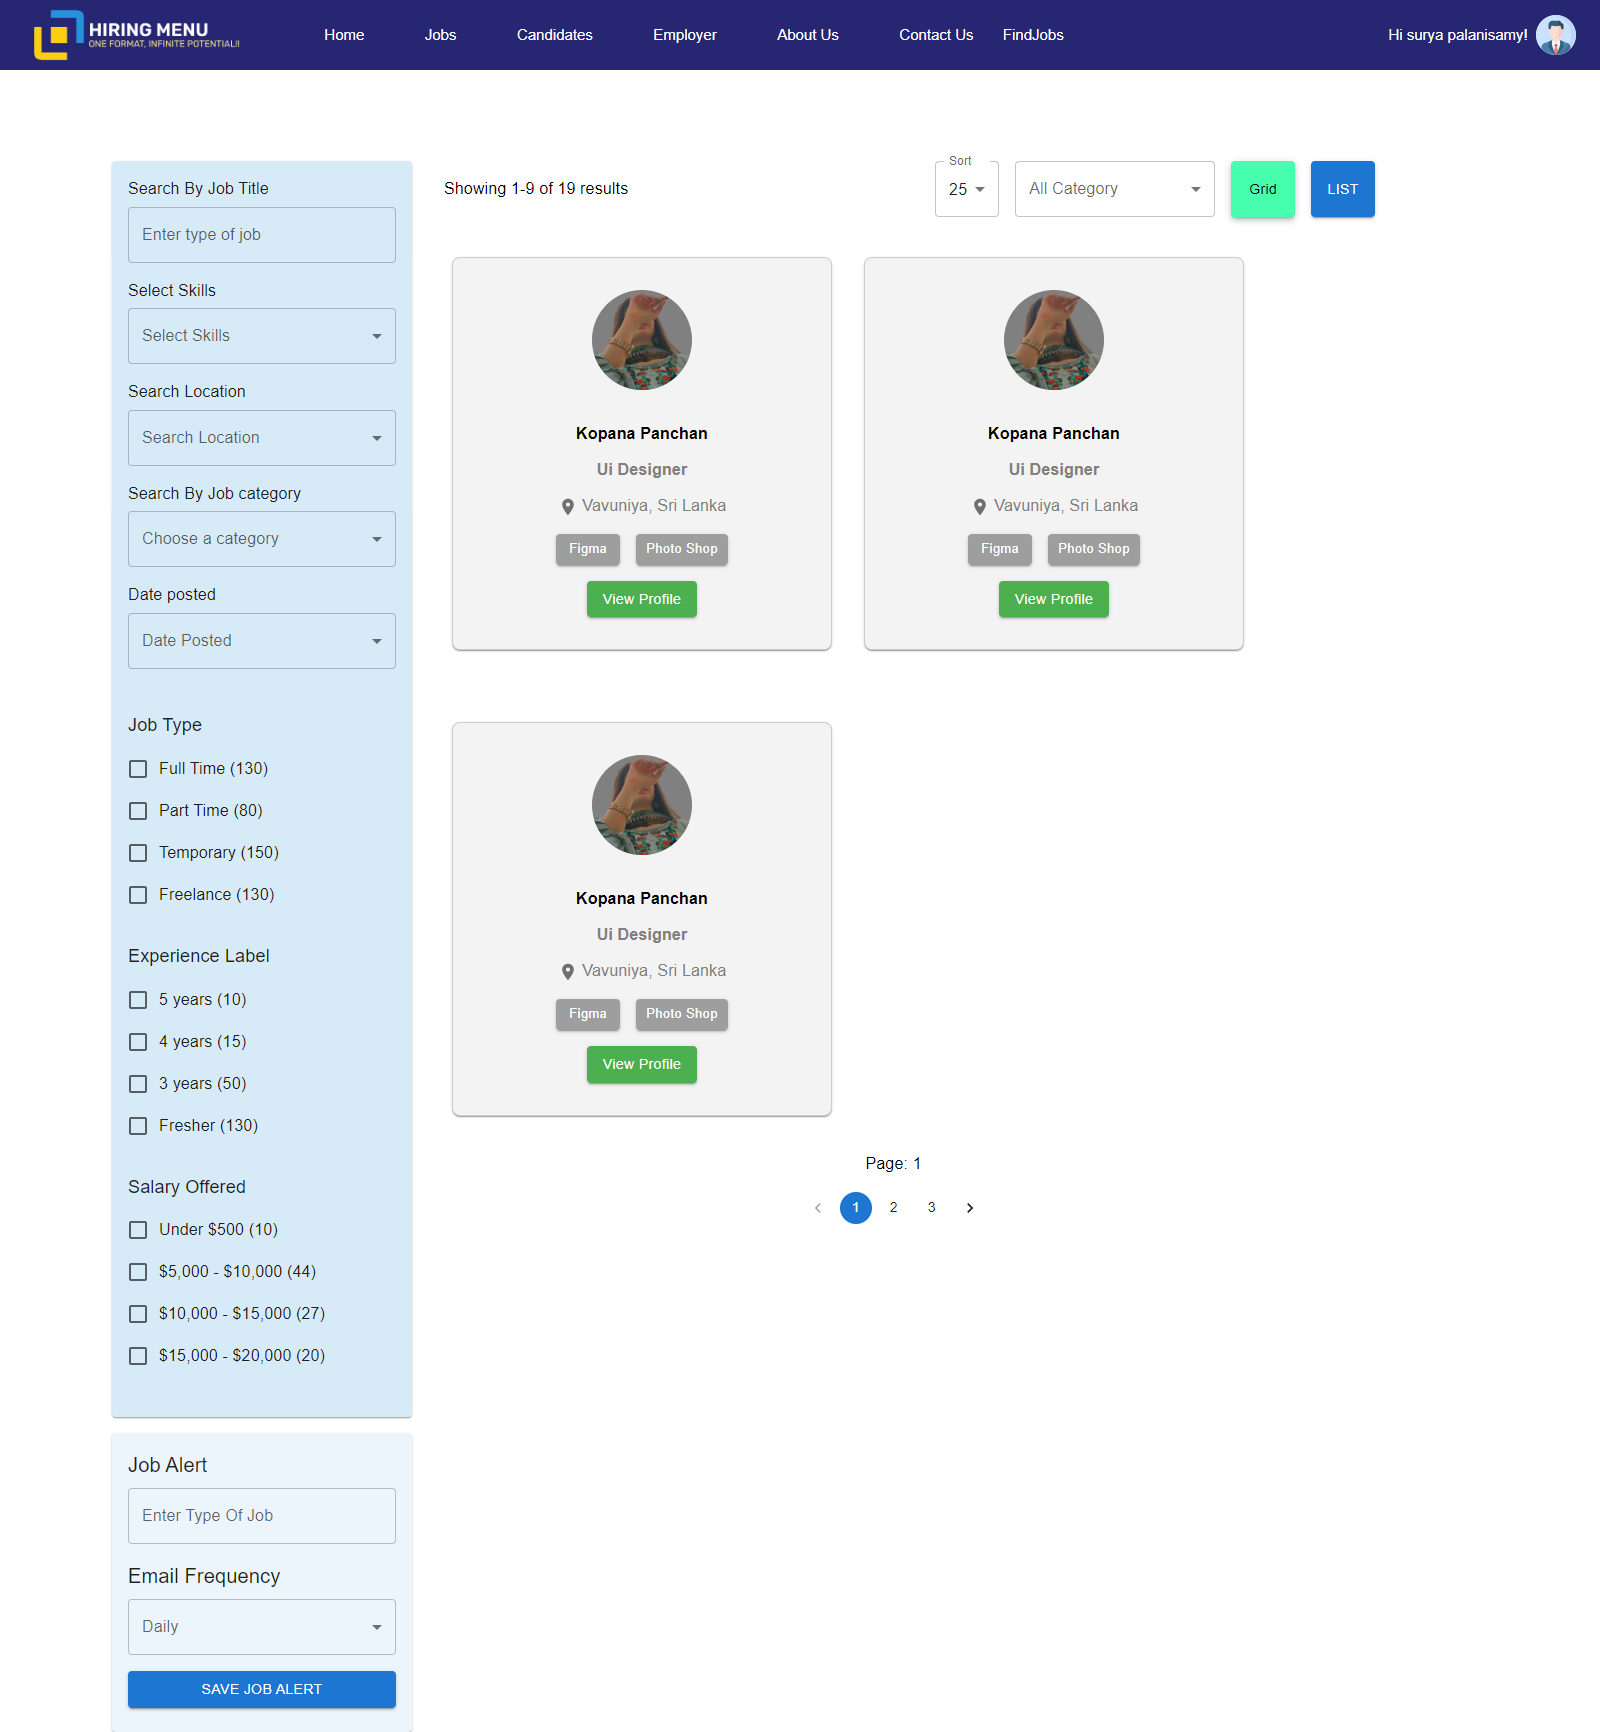 HIRING MENU
ONE FORMAT, INFINITE POTENTIAL!!
Home
Jobs
Candidates
Employer
About Us
Contact Us
FindJobs
Hi surya palanisamy!
Search By Job Title
Enter type of job
Select Skills
Select Skills
Search Location
Search Location
Search By Job category
Choose a category
Date posted
Date Posted
Job Type
Full Time (130)
Part Time (80)
Temporary (150)
Freelance (130)
Experience Label
5 years (10)
4 years (15)
3 years (50)
Fresher (130)
Salary Offered
Under $500 (10)
$5,000 - $10,000 (44)
$10,000 - $15,000 (27)
$15,000 - $20,000 (20)
Job Alert
Enter Type Of Job
Email Frequency
Daily
SAVE JOB ALERT
Showing 1-9 of 19 results
Sort
25
All Category
Grid
LIST
Kopana Panchan
Ui Designer
Vavuniya, Sri Lanka
Figma Photo Shop
View Profile
Kopana Panchan
Ui Designer
Vavuniya, Sri Lanka
Figma Photo Shop
View Profile
Kopana Panchan
Ui Designer
Vavuniya, Sri Lanka
Figma Photo Shop
View Profile
Page: 1
1 2 3